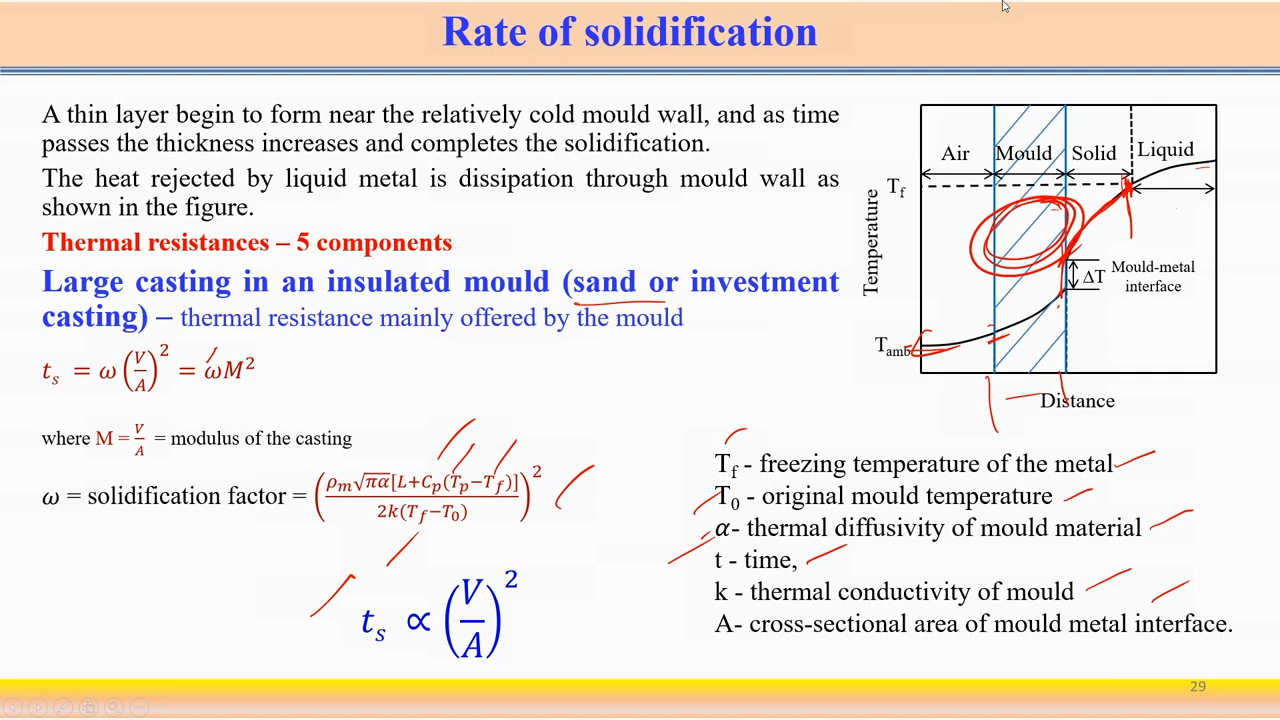 Rate of solidification
A thin layer begin to form near the relatively cold mould wall, and as time
passes the thickness increases and completes the solidification.
The heat rejected by liquid metal is dissipation through mould wall as
shown in the figure.
Thermal resistances – 5 components
Large casting in an insulated mould (sand or investment
casting) – thermal resistance mainly offered by the mould
t_s = ω (V/A)^2 = ωM^2
where M = V/A = modulus of the casting
ω = solidification factor = (ρ_m√πα[L+C_p(T_p−T_f)] / 2k(T_f−T_0))^2
t_s ∝ (V/A)^2
Air Mould Solid Liquid
T_f
Temperature
ΔT Mould-metal
interface
T_amb
Distance
T_f - freezing temperature of the metal
T_0 - original mould temperature
α- thermal diffusivity of mould material
t - time,
k - thermal conductivity of mould
A- cross-sectional area of mould metal interface.
29